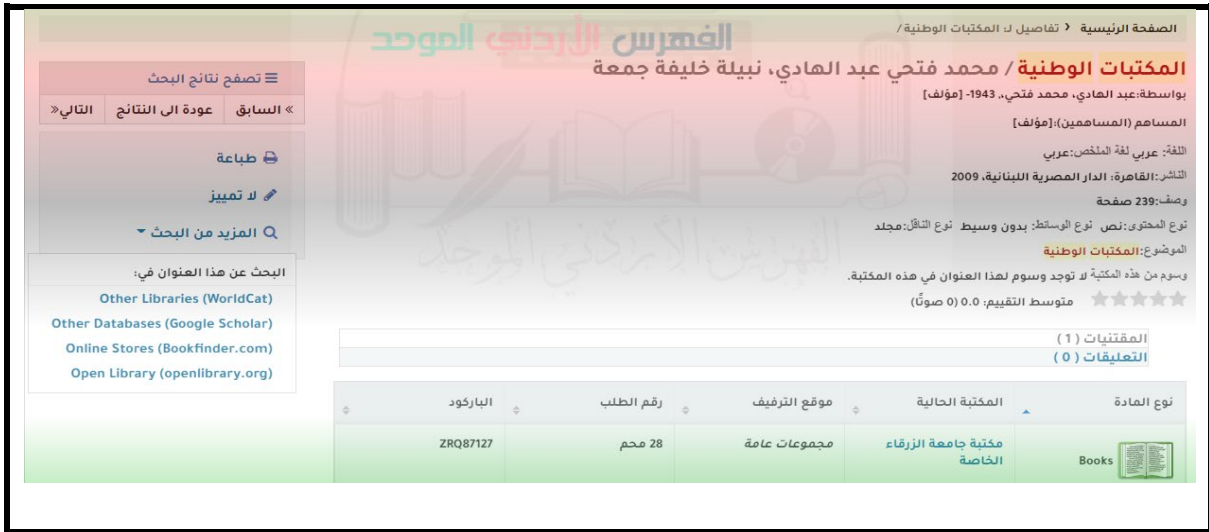 الفهرس الأردني الموحد
الصفحة الرئيسية › تفاصيل لـ: المكتبات الوطنية /
المكتبات الوطنية / محمد فتحي عبد الهادي، نبيلة خليفة جمعة
بواسطة:عبد الهادي، محمد فتحي،, 1943- [مؤلف]
المساهم (المساهمين):[مؤلف]
اللغة: عربي لغة الملخص:عربي
الناشر:القاهرة: الدار المصرية اللبنانية، 2009
وصف:239 صفحة
نوع المحتوى:نص نوع الوسائط: بدون وسيط نوع الناقل:مجلد
الموضوع:المكتبات الوطنية
وسوم من هذه المكتبة لا توجد وسوم لهذا العنوان في هذه المكتبة.
متوسط التقييم: 0.0 (0 صوتًا)
المقتنيات ( 1 )
التعليقات ( 0 )
نوع المادة المكتبة الحالية موقع الترفيف رقم الطلب الباركود
Books مكتبة جامعة الزرقاء الخاصة مجموعات عامة 28 محم ZRQ87127
تصفح نتائج البحث
» السابق عودة الى النتائج التالي«
طباعة
لا تمييز
المزيد من البحث
البحث عن هذا العنوان في:
Other Libraries (WorldCat)
Other Databases (Google Scholar)
Online Stores (Bookfinder.com)
Open Library (openlibrary.org)
الفهرس الأردني الموحد